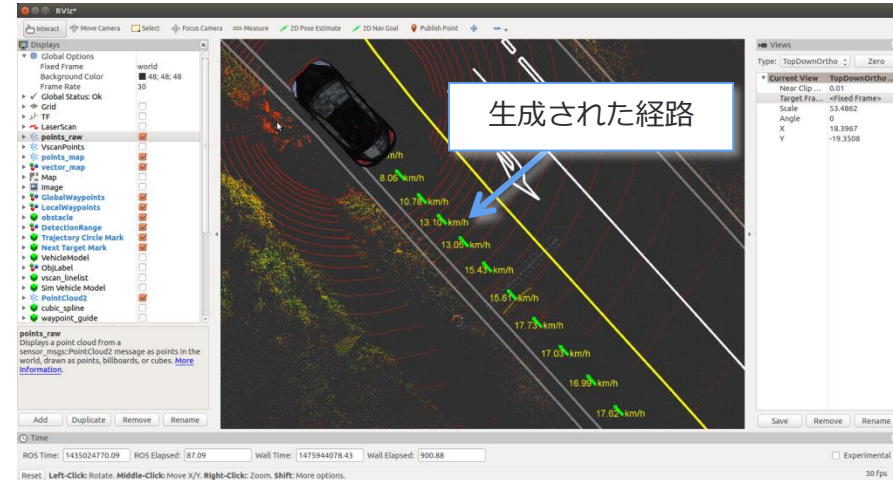 RViz*
Interact Move Camera Select Focus Camera Measure 2D Pose Estimate 2D Nav Goal Publish Point
Displays
Global Options
Fixed Frame world
Background Color 48; 48; 48
Frame Rate 30
Global Status: Ok
Grid
TF
LaserScan
points_raw
VscanPoints
points_map
vector_map
Map
Image
GlobalWaypoints
LocalWaypoints
obstacle
DetectionRange
Trajectory Circle Mark
Next Target Mark
VehicleModel
ObjLabel
vscan_linelist
Sim Vehicle Model
PointCloud2
cubic_spline
waypoint_guide
points_raw
Displays a point cloud from a
sensor_msgs::PointCloud2 message as points in the
world, drawn as points, billboards, or cubes. More
Information.
Add Duplicate Remove Rename
生成された経路
m/h
8.06 km/h
10.78 km/h
13.10 km/h
13.05 km/h
15.43 km/h
15.61 km/h
17.73 km/h
17.03 km/h
16.99 km/h
17.62 km/h
Views
Type: TopDownOrtho Zero
Current View TopDownOrtho ...
Near Clip ... 0.01
Target Fra... <Fixed Frame>
Scale 53.4862
Angle 0
X 18.3967
Y -19.3508
Save Remove Rename
Time
ROS Time: 1435024770.09 ROS Elapsed: 87.09 Wall Time: 1475944078.43 Wall Elapsed: 900.88 Experimental
Reset Left-Click: Rotate. Middle-Click: Move X/Y. Right-Click: Zoom. Shift: More options. 30 fps